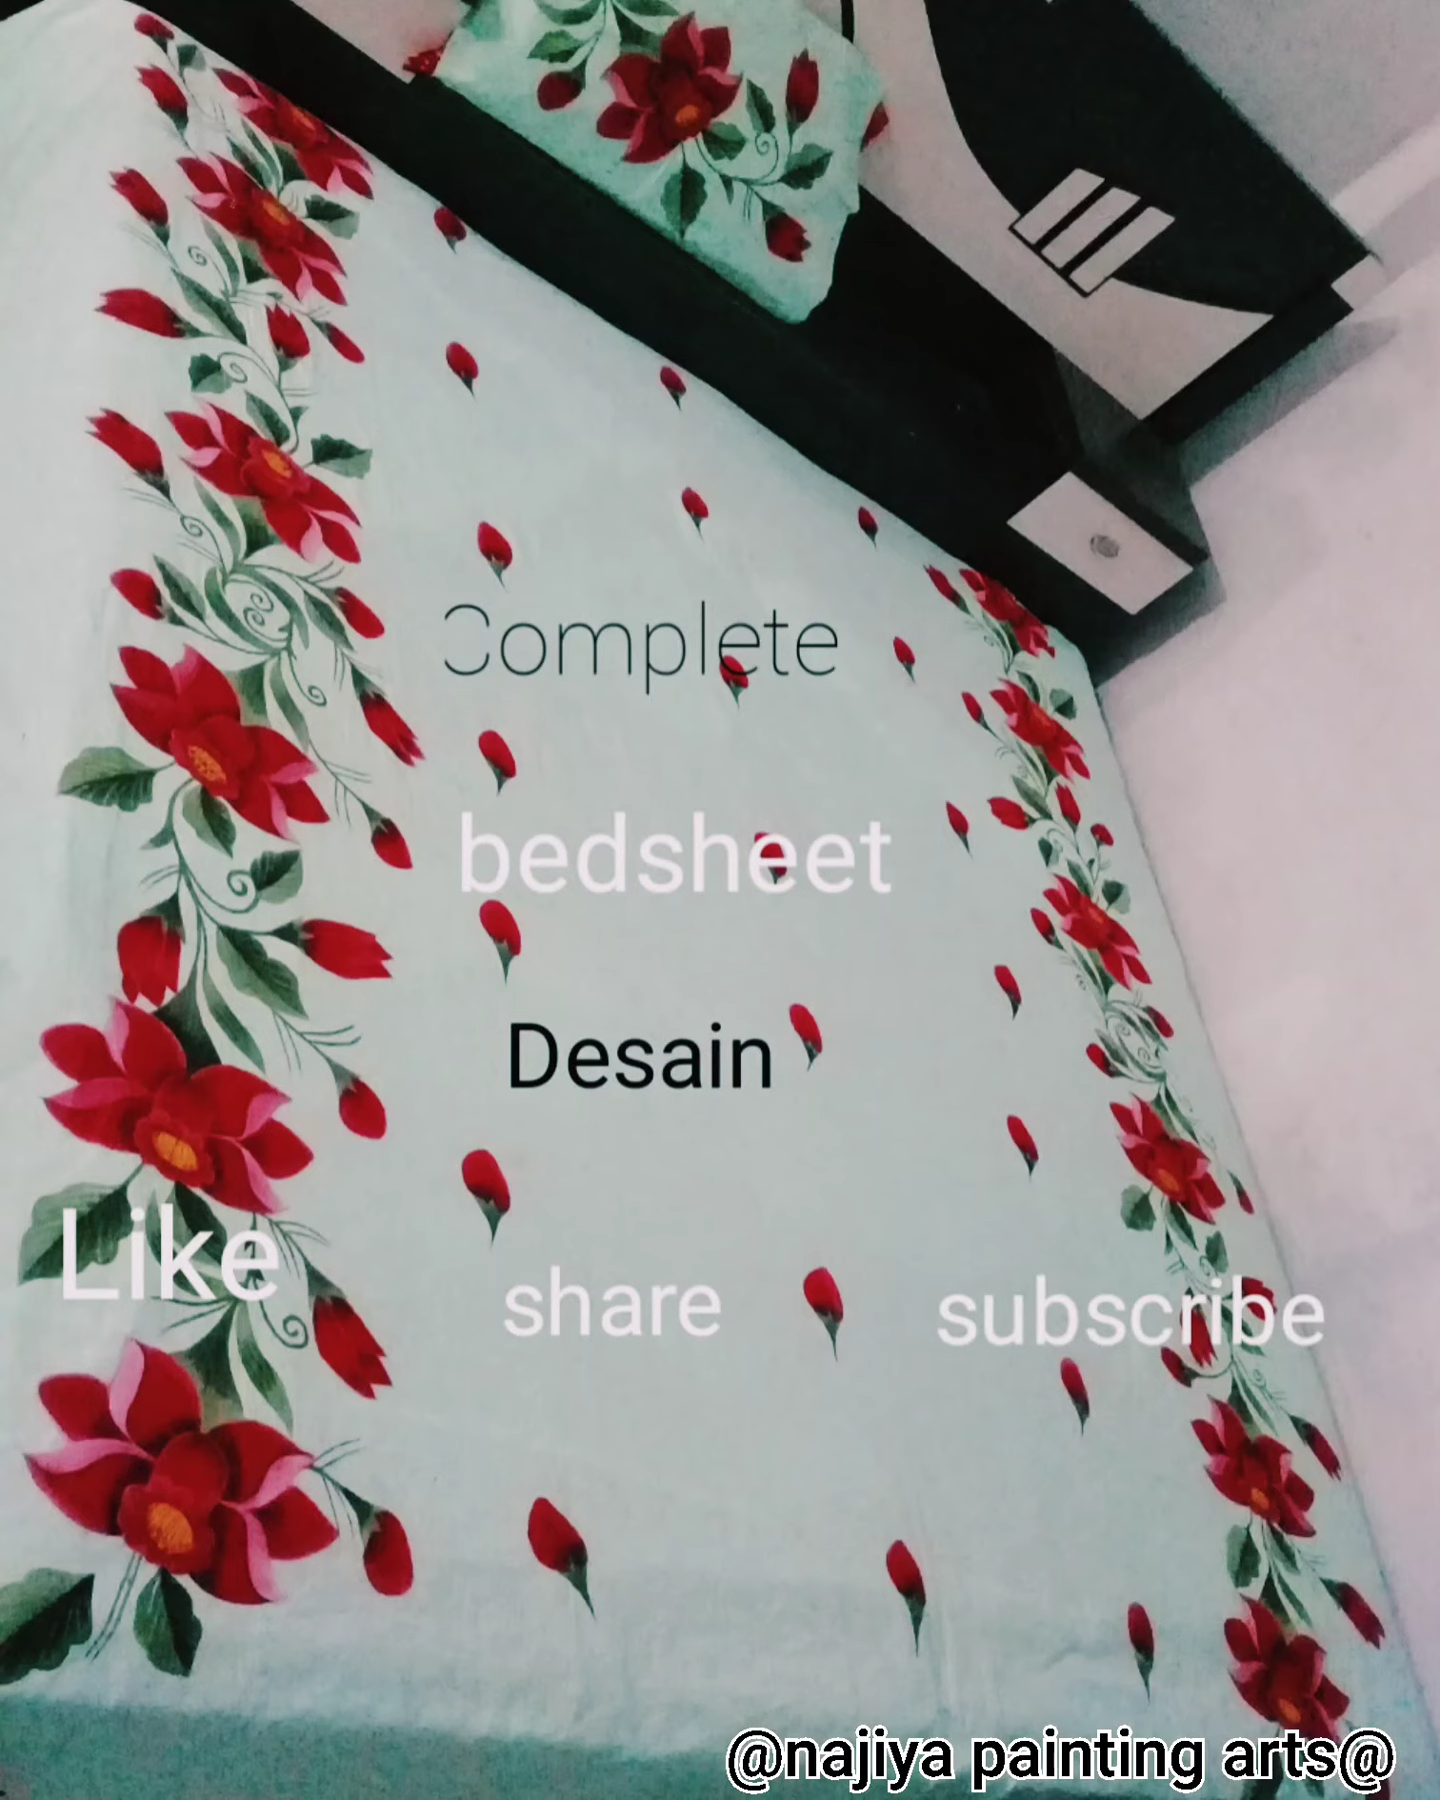 Complete
bedsheet
Desain
Like share subscribe
@najiya painting arts@